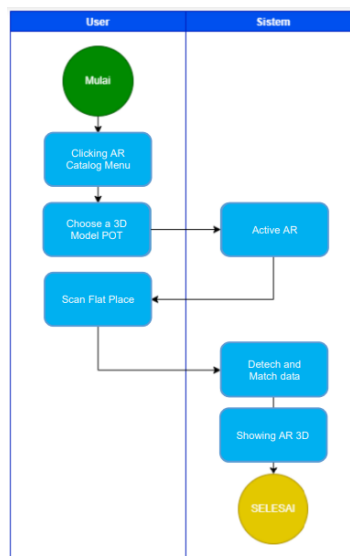 User
Sistem
Mulai
Clicking AR
Catalog Menu
Choose a 3D
Model POT
Active AR
Scan Flat Place
Detech and
Match data
Showing AR 3D
SELESAI